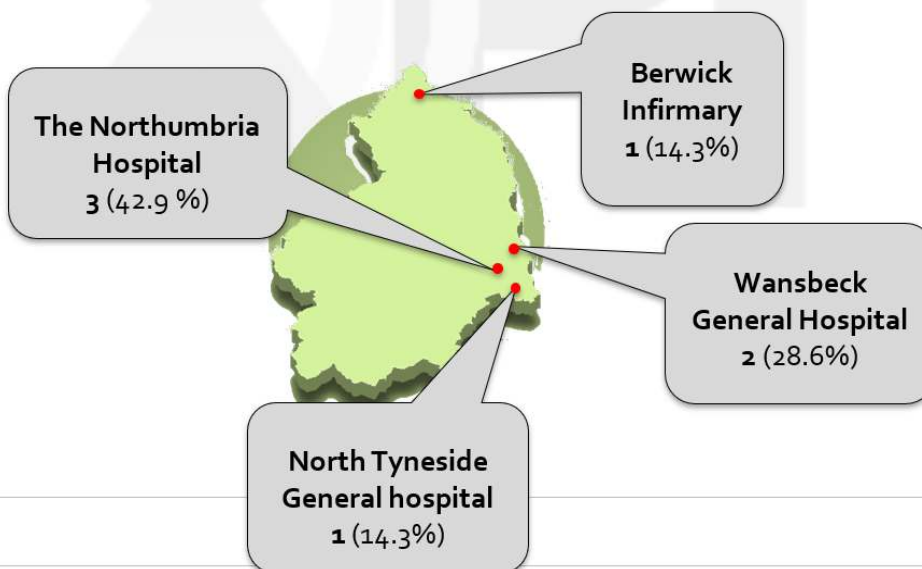 Berwick
Infirmary
1 (14.3%)
The Northumbria
Hospital
3 (42.9 %)
Wansbeck
General Hospital
2 (28.6%)
North Tyneside
General hospital
1 (14.3%)